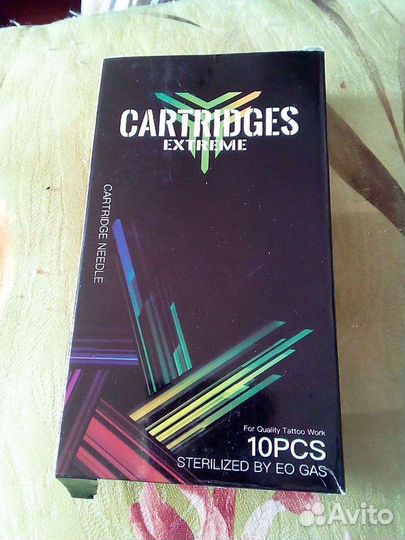 CARTRIDGES
EXTREME
CARTRIDGE NEEDLE
For Quality Tattoo Work
10PCS
STERILIZED BY EO GAS
Avito